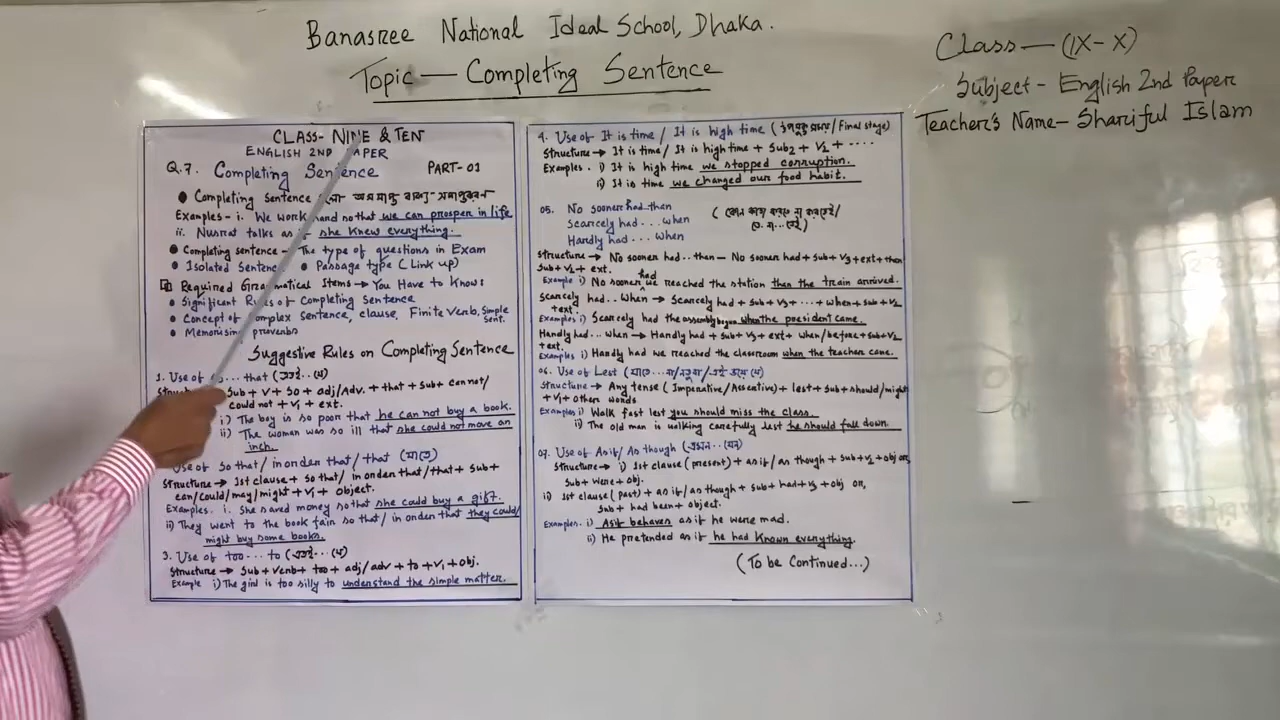 Banasree National Ideal School, Dhaka.
Topic — Completing Sentence
Class — (IX-X)
Subject - English 2nd Paper
Teacher's Name - Shariful Islam
CLASS- NINE & TEN
ENGLISH 2ND PAPER
Q.7. Completing Sentence PART-01
● Completing sentence অসমাপ্ত বাক্য সমাপ্তকরণ
Examples - i. We work hard so that we can prosper in life
ii. Nusrat talks as if she knew everything.
● Completing sentence - The type of questions in Exam
● Isolated Sentence ● Passage type (Link up)
Required Grammatical Items → You Have to Know:
● Significant Rules of Completing Sentence
● Concept of Complex Sentence, clause, Finite verb, Simple Sent.
● Memorising proverbs
Suggestive Rules on Completing Sentence
1. Use of so... that (এতই...যে)
Structure Sub + V + So + adj/Adv. + that + Sub + can not/
could not + V₁ + ext.
i) The boy is so poor that he can not buy a book.
ii) The woman was so ill that she could not move an
inch.
Use of So that/ in order that/ that (যাতে)
Structure → 1st clause + So that/ in order that/ that + Sub +
can/could/may/might + V₁ + object.
Examples. i. She saved money so that she could buy a gift.
ii) They went to the book fair so that/ in order that they could/
might buy some books.
3. Use of too... to (এতই...যে)
Structure → Sub + verb + too + adj/adv + to + V₁ + obj.
Example i) The girl is too silly to understand the simple matter.
4. Use of It is time / It is high time (/Final stage)
Structure → It is time / It is high time + Sub₂ + V₂ + ....
Examples. i) It is high time we stopped corruption.
ii) It is time we changed our food habit.
05. No sooner had...than
Scarcely had...when
Hardly had...when
Structure → No sooner had..than — No sooner had + Sub + V₃ + ext + than
Sub + V₂ + ext.
Example i) No sooner had we reached the station than the train arrived.
Scarcely had..when → Scarcely had + Sub + V₃ + ... + when + Sub + V₂
+ ext.
Examples i) Scarcely had the assembly begun when the president came.
Hardly had...when → Hardly had + Sub + V₃ + ext + when/before + Sub + V₂
+ ext.
Examples i) Hardly had we reached the classroom when the teacher came.
06. Use of Lest
Structure → Any tense (Imperative/Assertive) + lest + Sub + should/might
+ V₁ + others words
Examples i) Walk fast lest you should miss the class.
ii) The old man is walking carefully lest he should fall down.
07. Use of As if/ As though (এমন..যেন)
Structure → i) 1st clause (present) + as if/ as though + Sub + V₂ + obj or,
Sub + were + obj.
ii) 1st clause (past) + as if/ as though + Sub + had + V₃ + obj or,
Sub + had been + object.
Examples. i) behaves as if he were mad.
ii) He pretended as if he had known everything.
(To be Continued...)